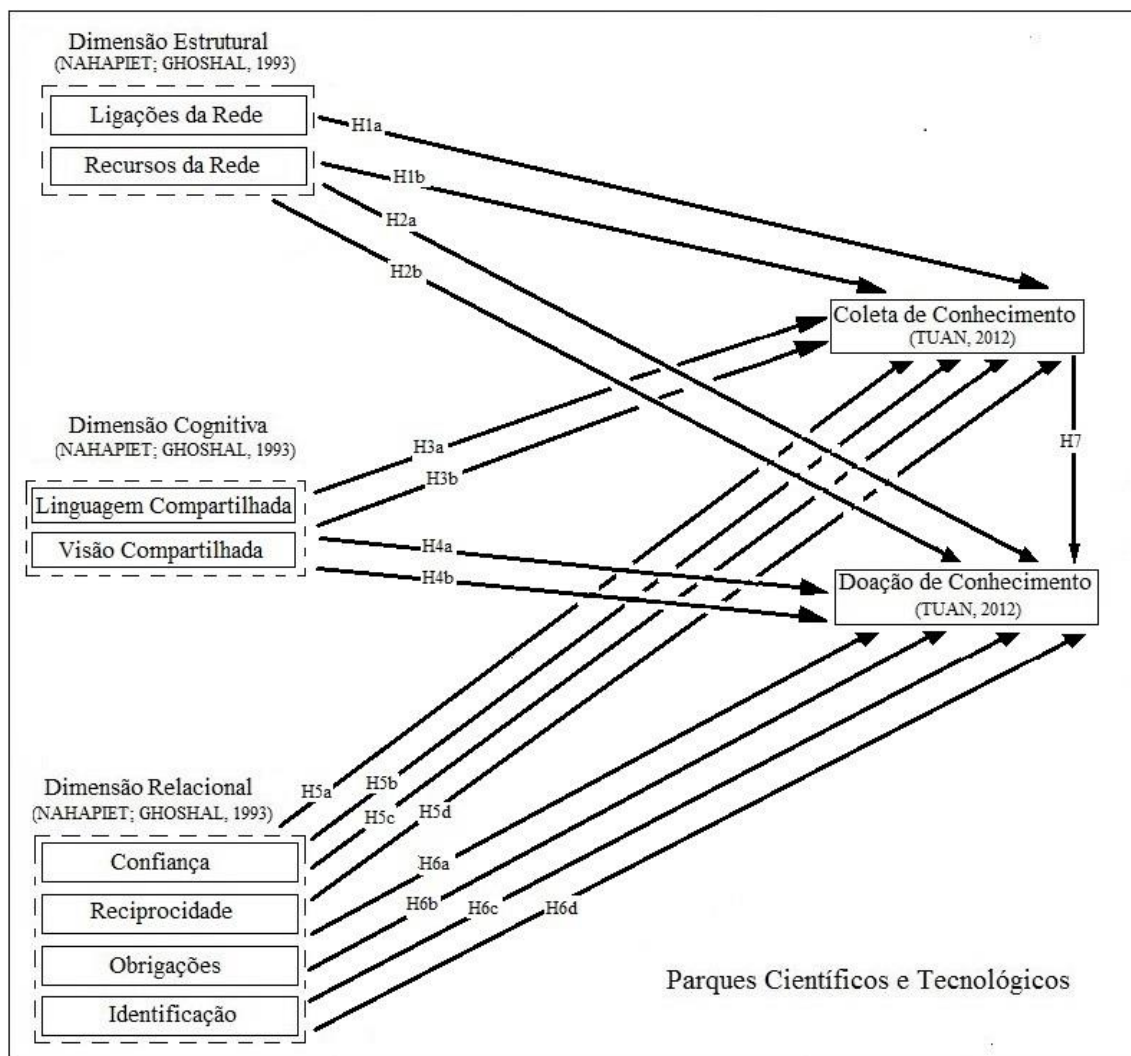 Dimensão Estrutural
(NAHAPIET; GHOSHAL, 1993)
Ligações da Rede
Recursos da Rede
H1a
H1b
H2a
H2b
Coleta de Conhecimento
(TUAN, 2012)
Dimensão Cognitiva
(NAHAPIET; GHOSHAL, 1993)
Linguagem Compartilhada
Visão Compartilhada
H3a
H3b
H4a
H4b
H7
Doação de Conhecimento
(TUAN, 2012)
Dimensão Relacional
(NAHAPIET; GHOSHAL, 1993)
Confiança
Reciprocidade
Obrigações
Identificação
H5a
H5b
H5c
H5d
H6a
H6b
H6c
H6d
Parques Científicos e Tecnológicos